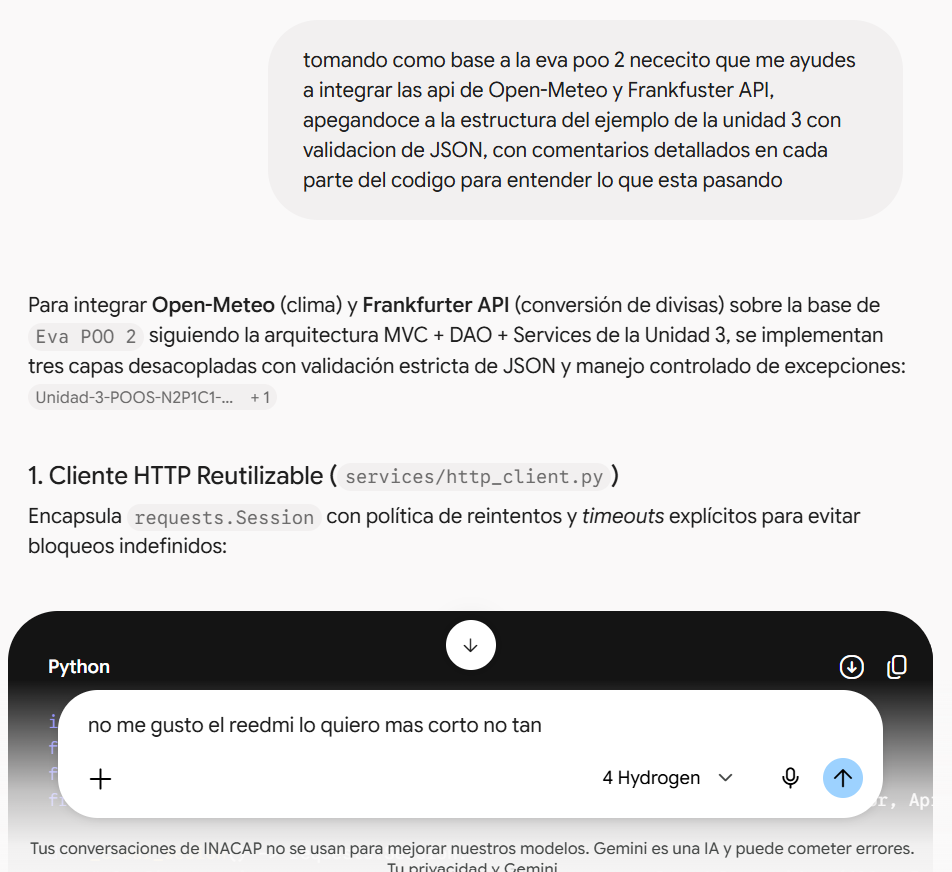 tomando como base a la eva poo 2 nececito que me ayudes
a integrar las api de Open-Meteo y Frankfuster API,
apegandoce a la estructura del ejemplo de la unidad 3 con
validacion de JSON, con comentarios detallados en cada
parte del codigo para entender lo que esta pasando
Para integrar Open-Meteo (clima) y Frankfurter API (conversión de divisas) sobre la base de
Eva POO 2 siguiendo la arquitectura MVC + DAO + Services de la Unidad 3, se implementan
tres capas desacopladas con validación estricta de JSON y manejo controlado de excepciones:
Unidad-3-POOS-N2P1C1-... + 1
1. Cliente HTTP Reutilizable (services/http_client.py)
Encapsula requests.Session con política de reintentos y timeouts explícitos para evitar
bloqueos indefinidos:
Python
no me gusto el reedmi lo quiero mas corto no tan
4 Hydrogen
Tus conversaciones de INACAP no se usan para mejorar nuestros modelos. Gemini es una IA y puede cometer errores.
Tu privacidad y Gemini